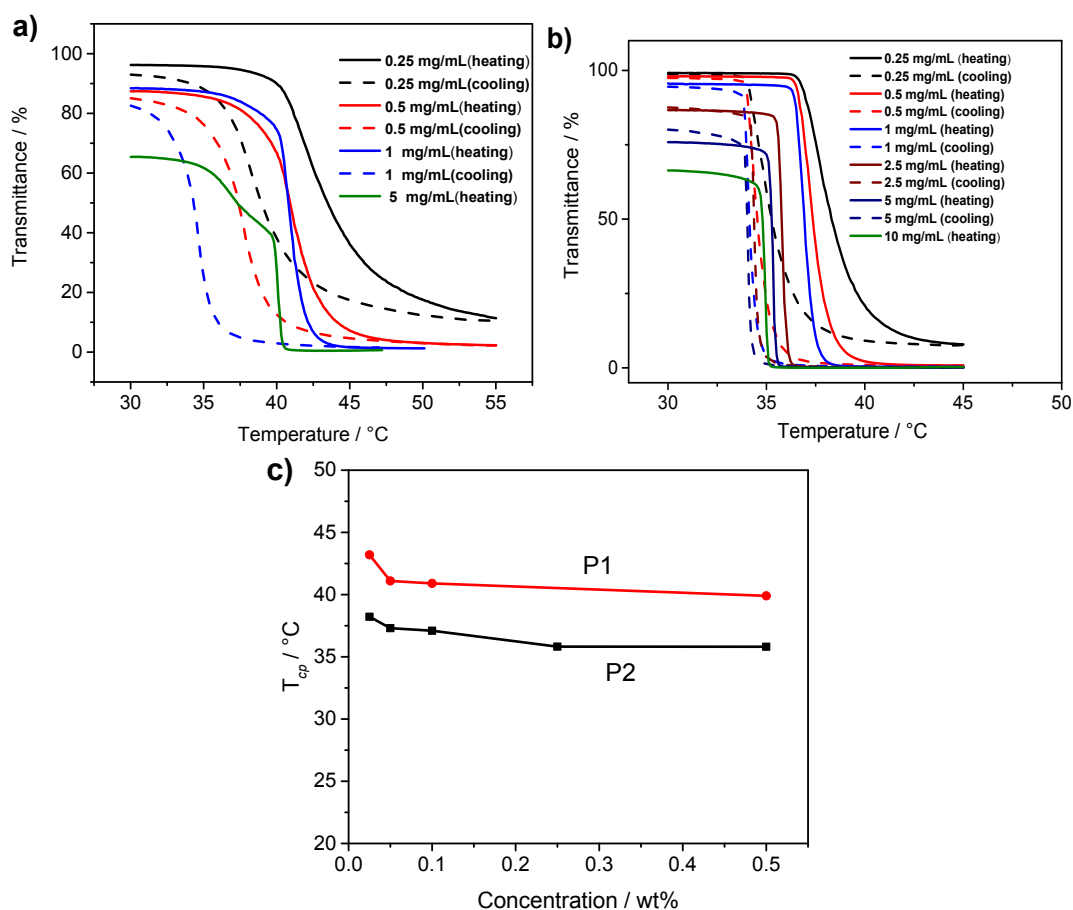 a)
100
80
60
40
20
0
Transmittance / %
30
35
40
45
50
55
Temperature / °C
0.25 mg/mL(heating)
0.25 mg/mL(cooling)
0.5 mg/mL(heating)
0.5 mg/mL(cooling)
1 mg/mL(heating)
1 mg/mL(cooling)
5 mg/mL(heating)
b)
100
50
0
Transmittance / %
30
35
40
45
50
Temperature / °C
0.25 mg/mL (heating)
0.25 mg/mL (cooling)
0.5 mg/mL (heating)
0.5 mg/mL (cooling)
1 mg/mL (heating)
1 mg/mL (cooling)
2.5 mg/mL (heating)
2.5 mg/mL (cooling)
5 mg/mL (heating)
5 mg/mL (cooling)
10 mg/mL (heating)
c)
50
45
40
35
30
25
20
Tcp / °C
P1
P2
0.0
0.1
0.2
0.3
0.4
0.5
Concentration / wt%